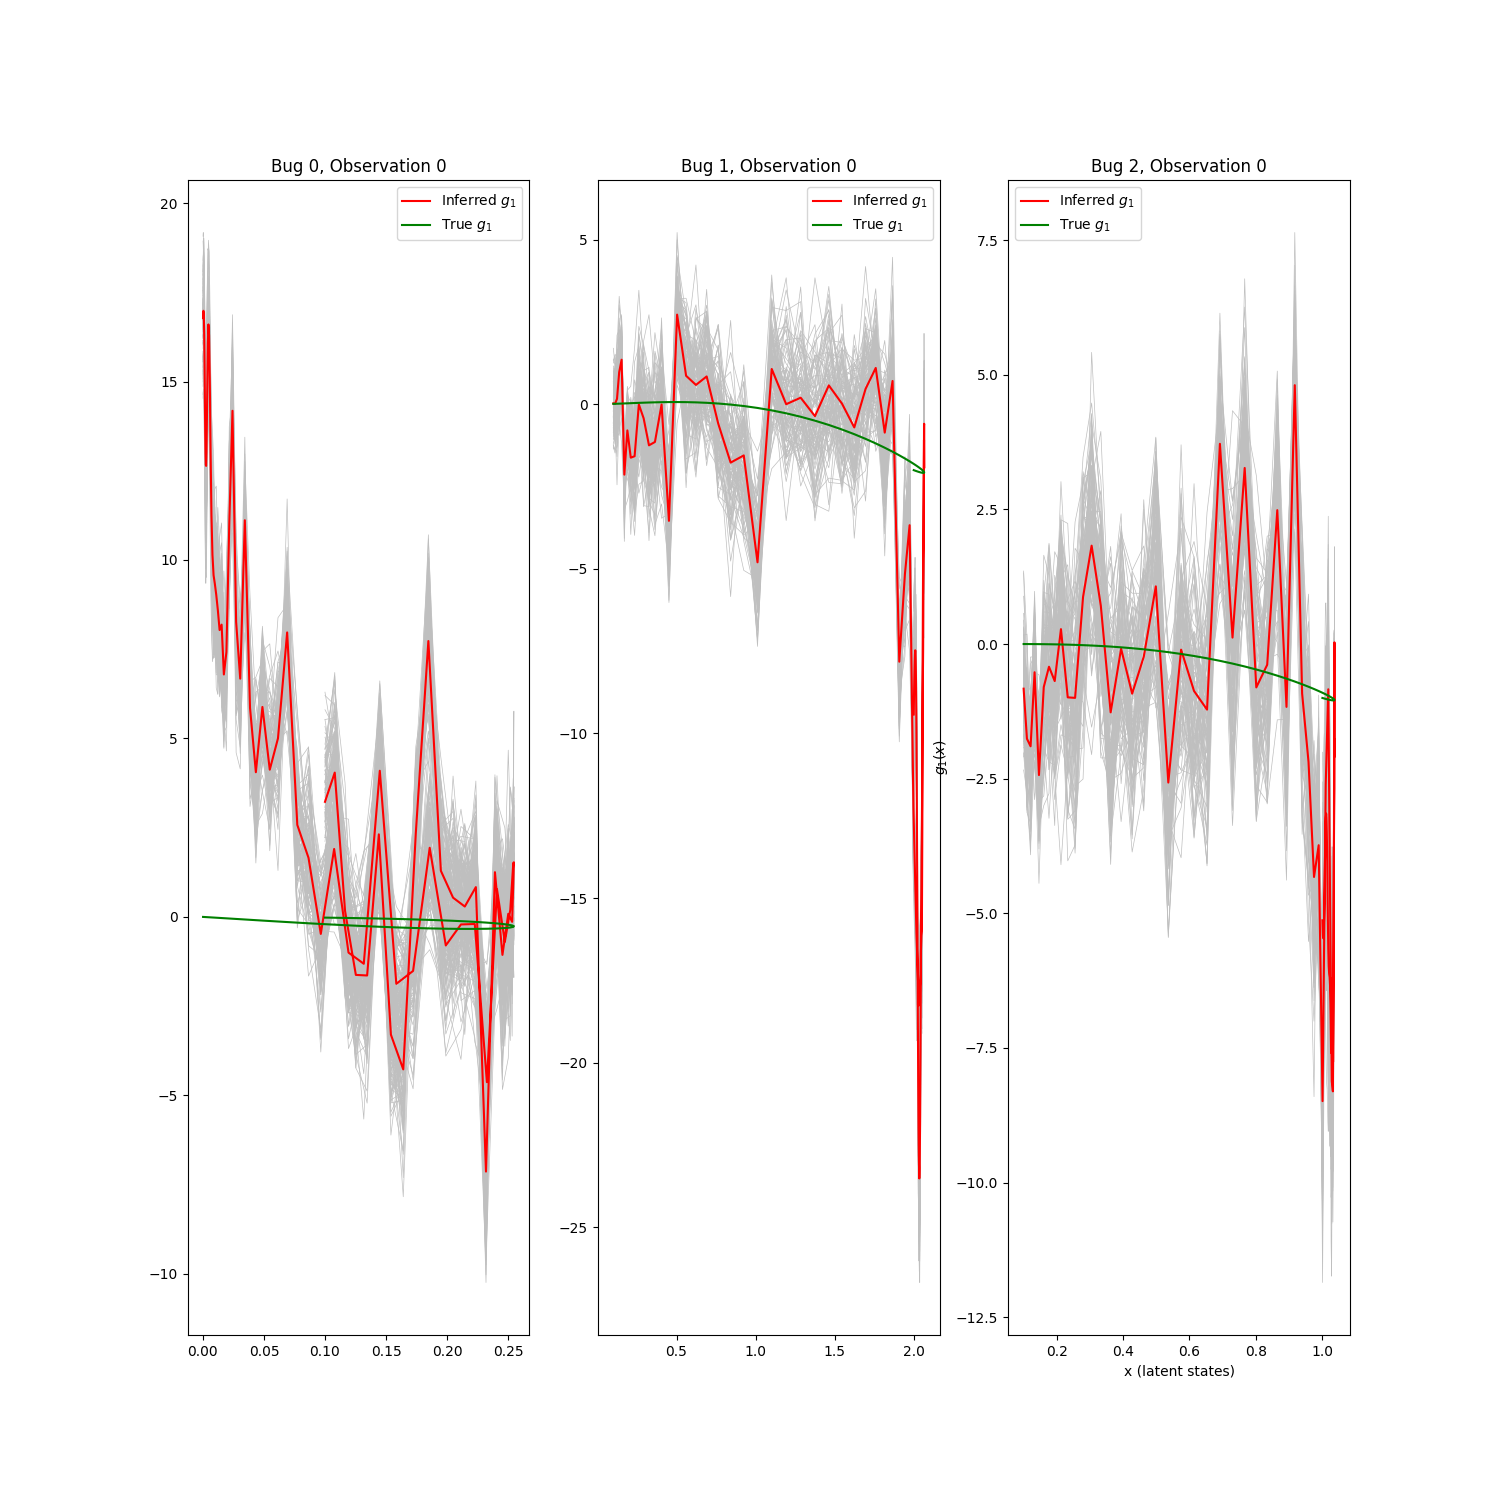 Bug 0, Observation 0
Inferred g₁
True g₁
20
15
10
5
0
−5
−10
0.00 0.05 0.10 0.15 0.20 0.25
Bug 1, Observation 0
Inferred g₁
True g₁
5
0
−5
−10
−15
−20
−25
0.5 1.0 1.5 2.0
Bug 2, Observation 0
Inferred g₁
True g₁
g₁(x)
7.5
5.0
2.5
0.0
−2.5
−5.0
−7.5
−10.0
−12.5
0.2 0.4 0.6 0.8 1.0
x (latent states)